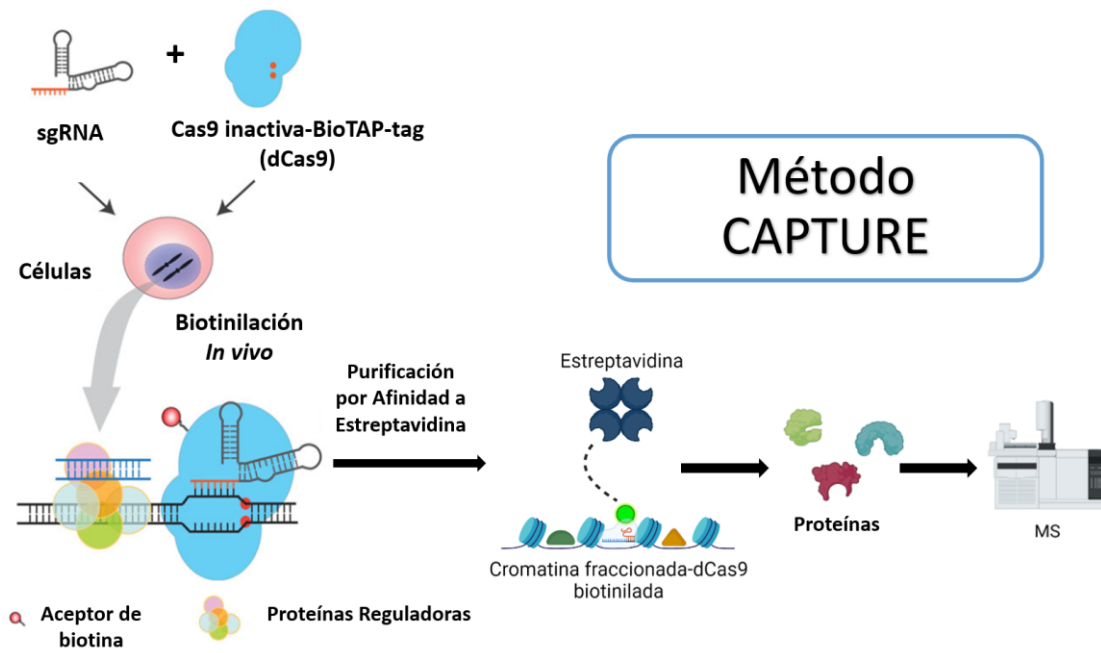 sgRNA
+
Cas9 inactiva-BioTAP-tag
(dCas9)
Método
CAPTURE
Células
Biotinilación
In vivo
Purificación
por Afinidad a
Estreptavidina
Estreptavidina
Cromatina fraccionada-dCas9
biotinilada
Proteínas
MS
Aceptor de
biotina
Proteínas Reguladoras